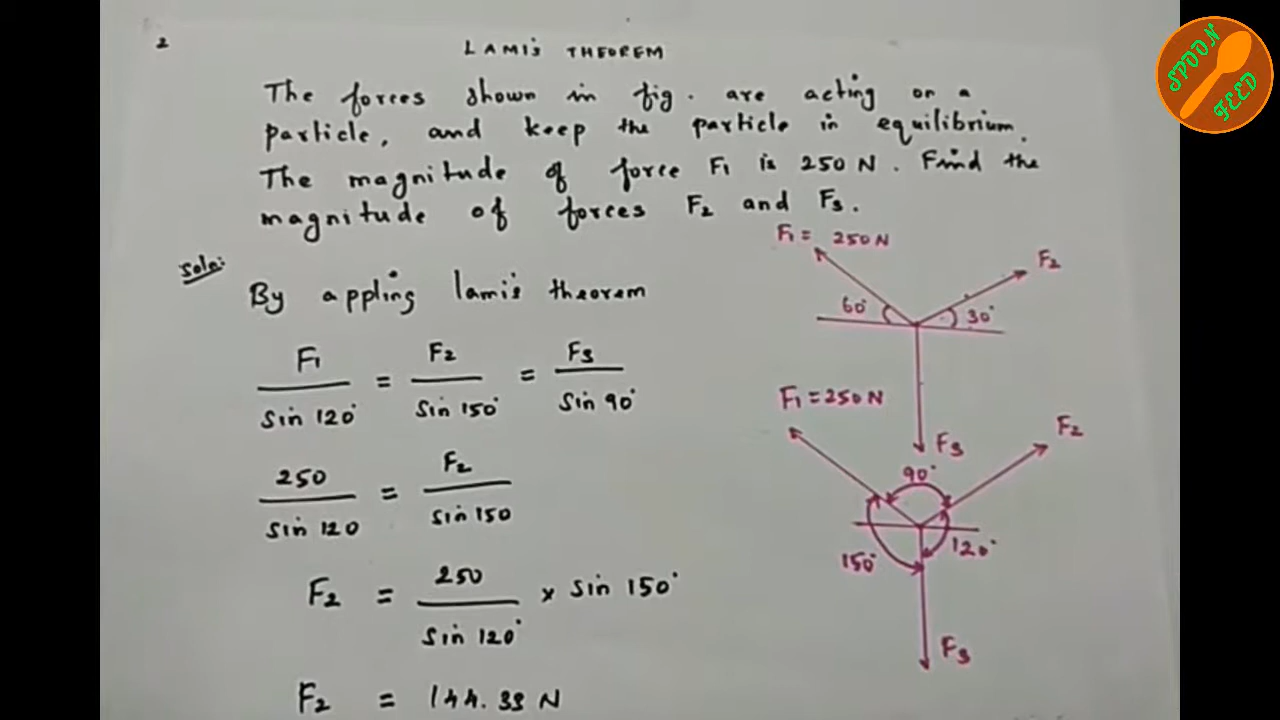 2
LAMI'S THEOREM
The forces shown in fig. are acting on a
particle, and keep the particle in equilibrium.
The magnitude of force F1 is 250 N. Find the
magnitude of forces F2 and F3.
Soln:
By appling lami's theorem
F1 / Sin 120° = F2 / Sin 150° = F3 / Sin 90°
250 / Sin 120 = F2 / Sin 150
F2 = 250 / Sin 120° × Sin 150°
F2 = 144.33 N
F1 = 250 N
F2
60°
30°
F3
F1 = 250 N
F2
90°
120°
150°
F3
SPOON
FEED